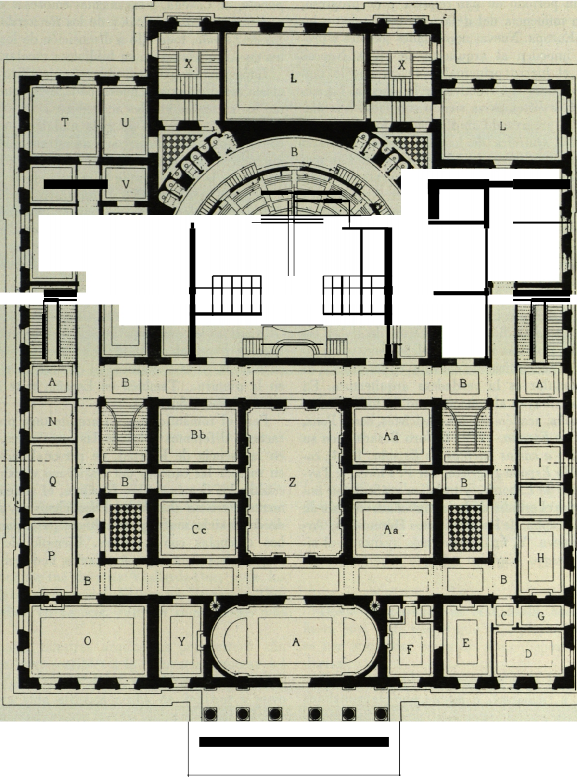 X L X
T U L
B
V
A B B A
N I
Bb Aa
Q B Z B I
I
Cc Aa
P H
B B
C G
O Y A F E D